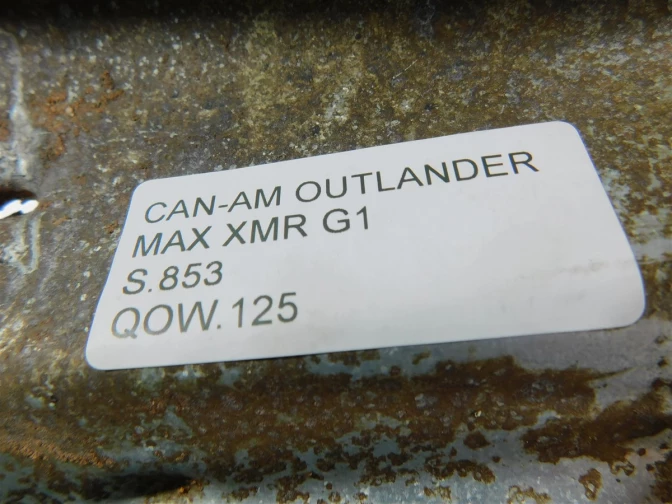 CAN-AM OUTLANDER
MAX XMR G1
S.853
QOW.125